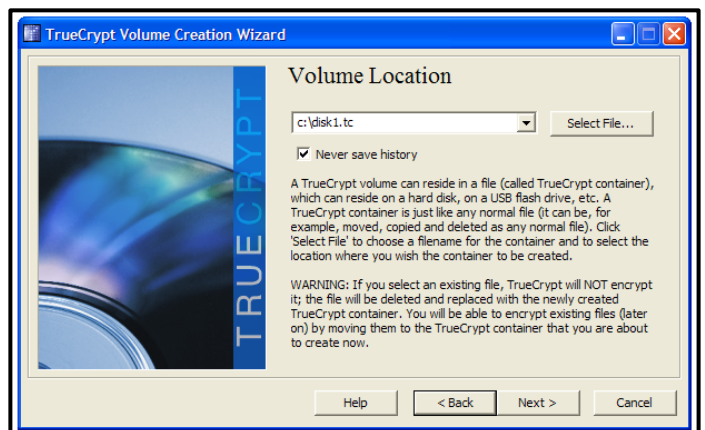 TrueCrypt Volume Creation Wizard
TRUECRYPT
Volume Location
c:\disk1.tc
Select File...
Never save history
A TrueCrypt volume can reside in a file (called TrueCrypt container),
which can reside on a hard disk, on a USB flash drive, etc. A
TrueCrypt container is just like any normal file (it can be, for
example, moved, copied and deleted as any normal file). Click
'Select File' to choose a filename for the container and to select the
location where you wish the container to be created.
WARNING: If you select an existing file, TrueCrypt will NOT encrypt
it; the file will be deleted and replaced with the newly created
TrueCrypt container. You will be able to encrypt existing files (later
on) by moving them to the TrueCrypt container that you are about
to create now.
Help
< Back
Next >
Cancel